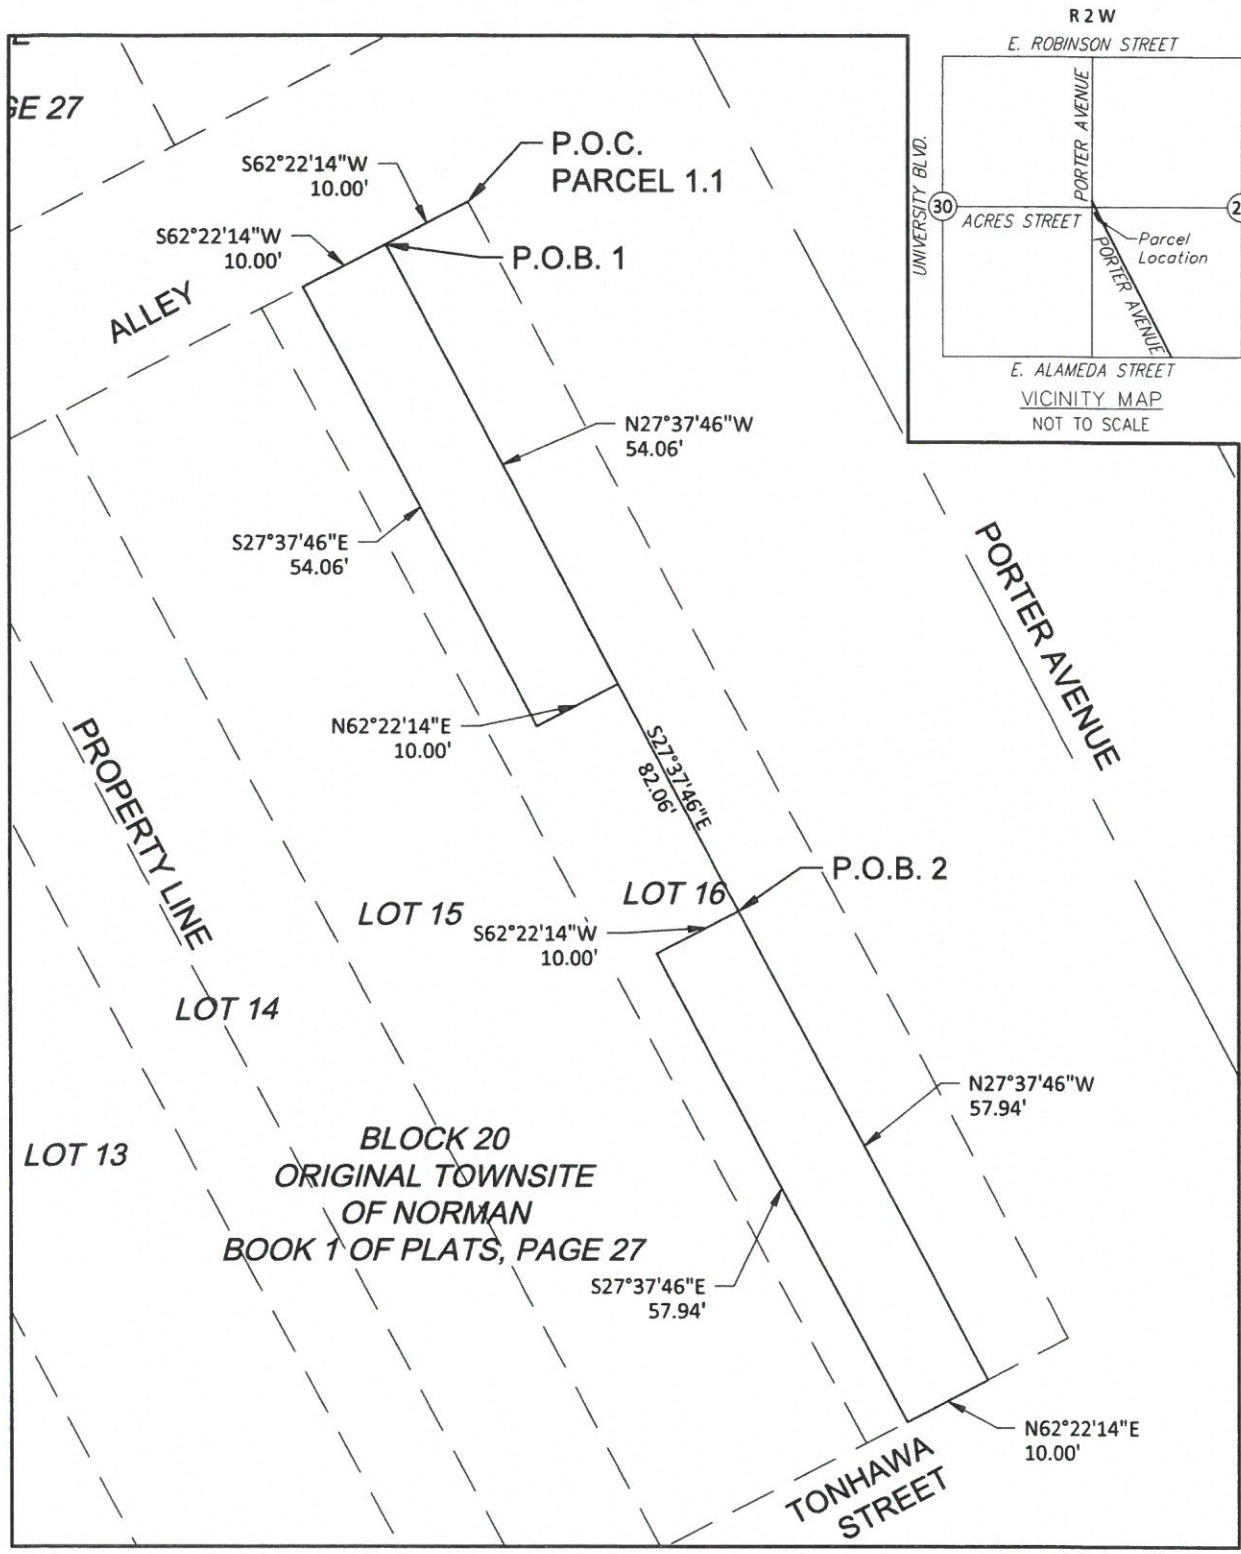 R 2 W
E. ROBINSON STREET
PORTER AVENUE
UNIVERSITY BLVD.
30
ACRES STREET
Parcel
Location
PORTER AVENUE
E. ALAMEDA STREET
VICINITY MAP
NOT TO SCALE
GE 27
P.O.C.
PARCEL 1.1
S62°22'14"W
10.00'
S62°22'14"W
10.00'
P.O.B. 1
ALLEY
N27°37'46"W
54.06'
S27°37'46"E
54.06'
PORTER AVENUE
N62°22'14"E
10.00'
S27°37'46"E
82.06'
PROPERTY LINE
P.O.B. 2
LOT 16
LOT 15
S62°22'14"W
10.00'
LOT 14
N27°37'46"W
57.94'
LOT 13
BLOCK 20
ORIGINAL TOWNSITE
OF NORMAN
BOOK 1 OF PLATS, PAGE 27
S27°37'46"E
57.94'
N62°22'14"E
10.00'
TONHAWA
STREET